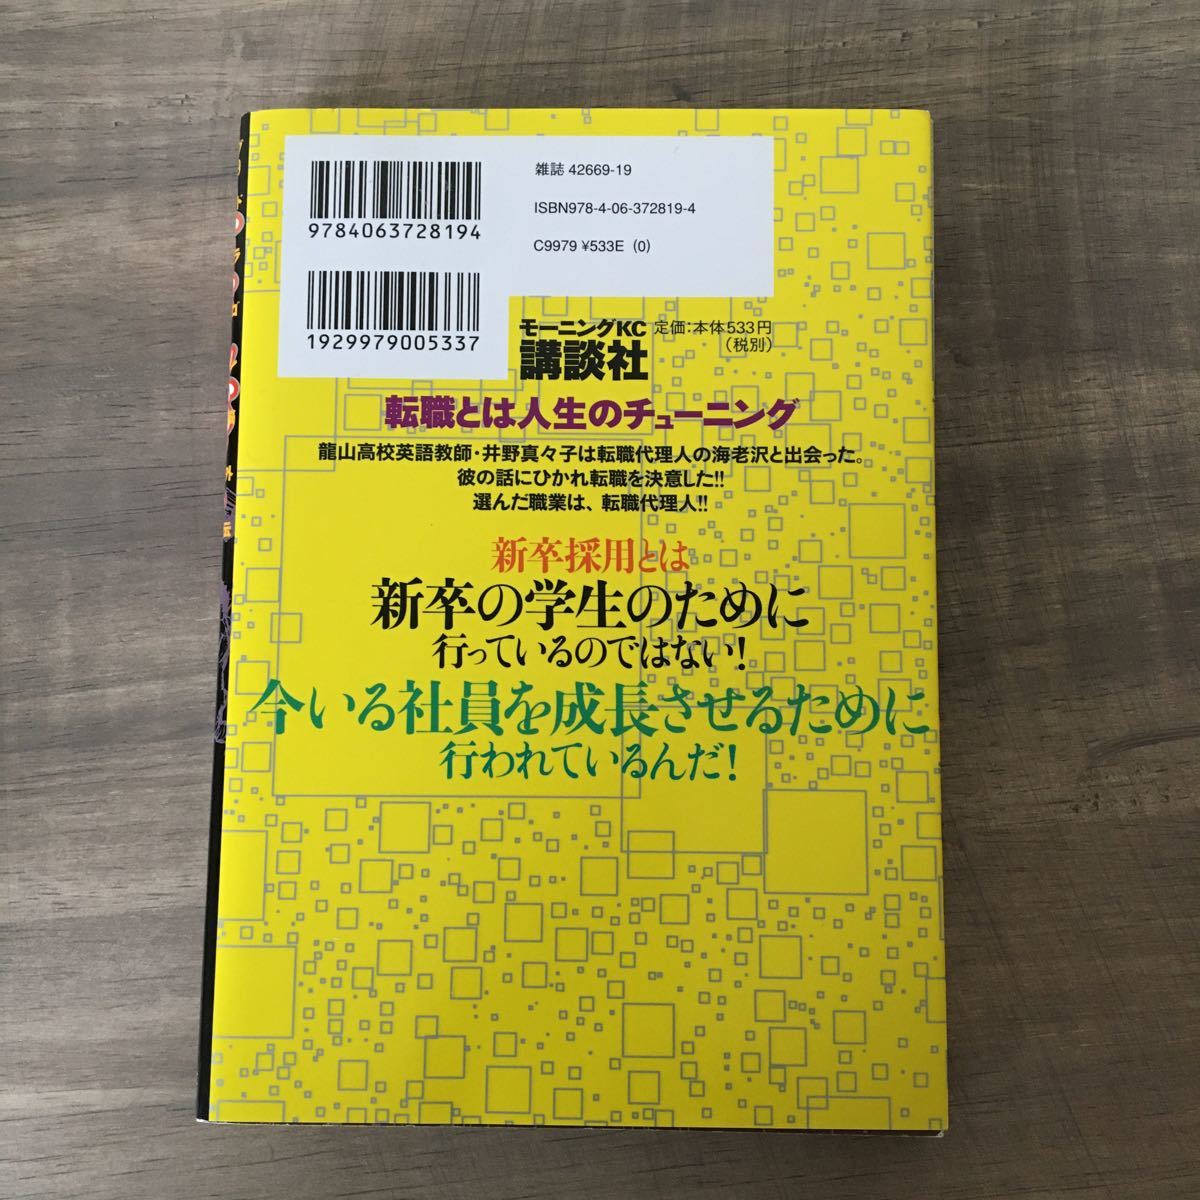 雑誌 42669-19
9784063728194
ISBN978-4-06-372819-4
C9979 ¥533E (0)
1929979005337
モーニングKC
講談社
定価：本体533円
（税別）
転職とは人生のチューニング
龍山高校英語教師・井野真々子は転職代理人の海老沢と出会った。
彼の話にひかれ転職を決意した!!
選んだ職業は、転職代理人!!
新卒採用とは
新卒の学生のために
行っているのではない！
今いる社員を成長させるために
行われているんだ！
外伝